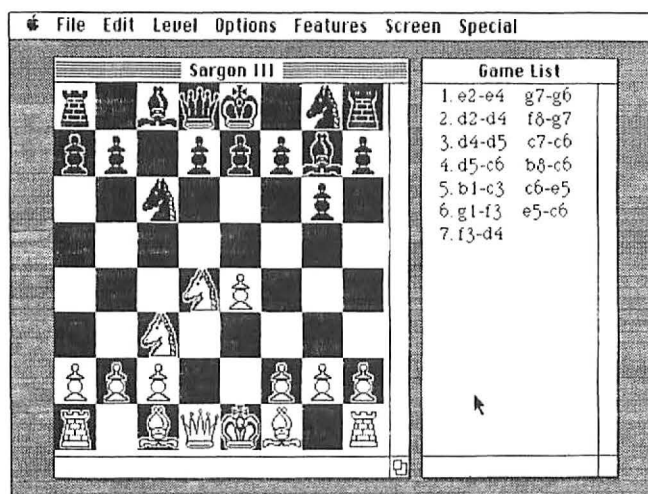 File Edit Level Options Features Screen Special
Sargon III
Game List
1. e2-e4 g7-g6
2. d2-d4 f8-g7
3. d4-d5 c7-c6
4. d5-c6 b8-c6
5. b1-c3 c6-e5
6. g1-f3 e5-c6
7. f3-d4